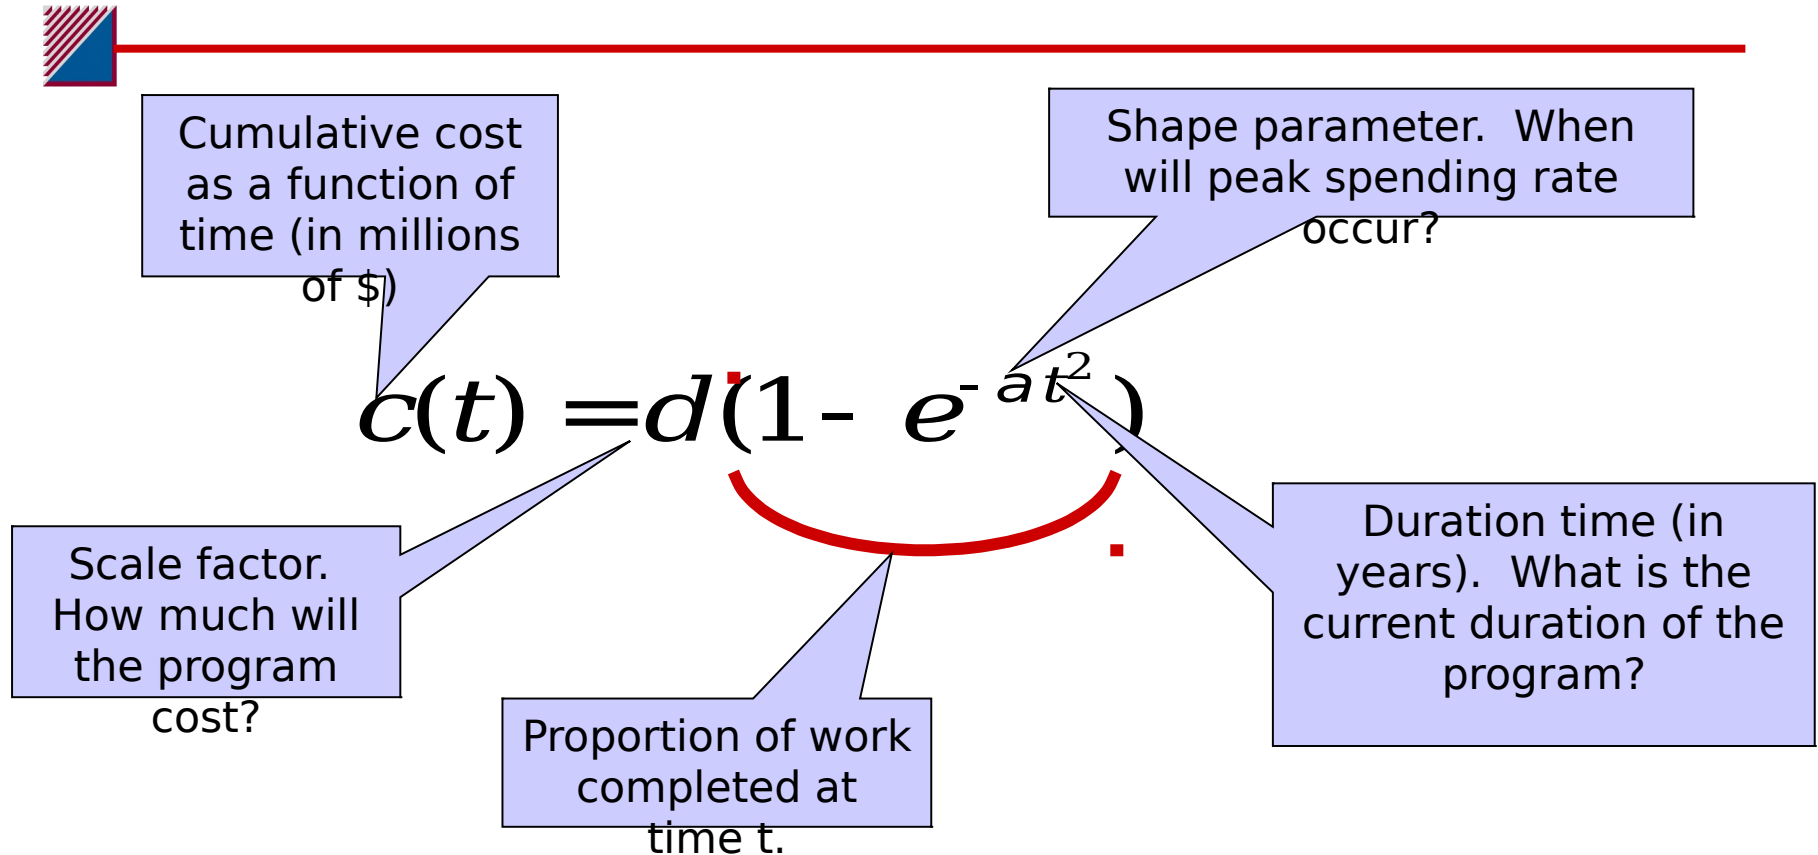 Cumulative cost
as a function of
time (in millions
of $)
Shape parameter.  When
will peak spending rate
occur?
c(t) = d(1 - e^{-at^2})
Scale factor.
How much will
the program
cost?
Proportion of work
completed at
time t.
Duration time (in
years).  What is the
current duration of the
program?